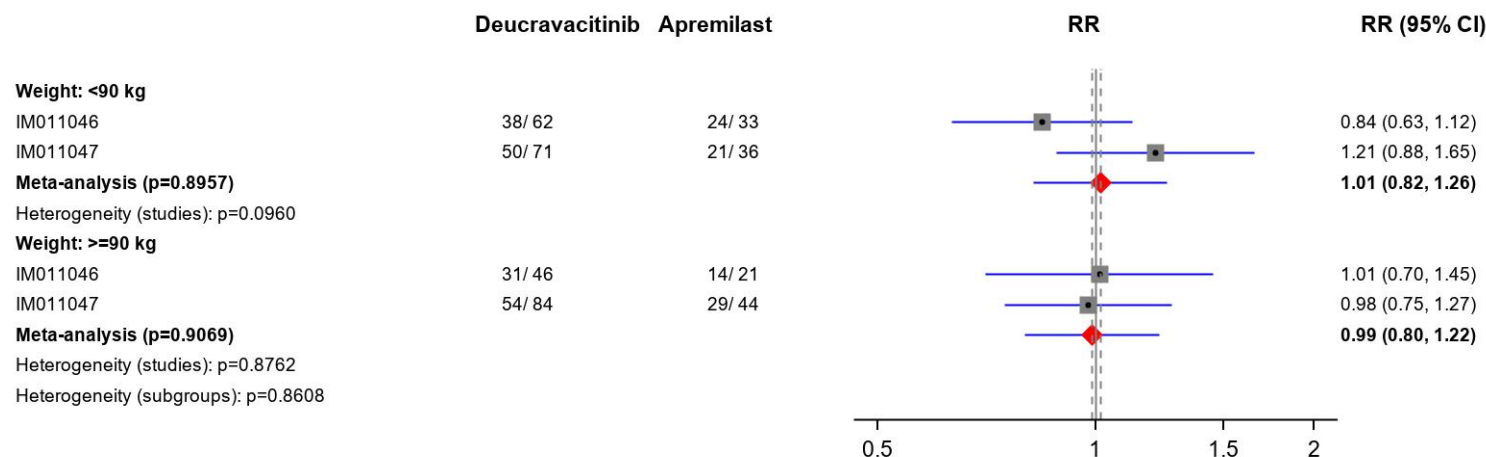 Deucravacitinib Apremilast RR RR (95% CI)
Weight: <90 kg
IM011046 38/ 62 24/ 33 0.84 (0.63, 1.12)
IM011047 50/ 71 21/ 36 1.21 (0.88, 1.65)
Meta-analysis (p=0.8957) 1.01 (0.82, 1.26)
Heterogeneity (studies): p=0.0960
Weight: >=90 kg
IM011046 31/ 46 14/ 21 1.01 (0.70, 1.45)
IM011047 54/ 84 29/ 44 0.98 (0.75, 1.27)
Meta-analysis (p=0.9069) 0.99 (0.80, 1.22)
Heterogeneity (studies): p=0.8762
Heterogeneity (subgroups): p=0.8608
0.5 1 1.5 2